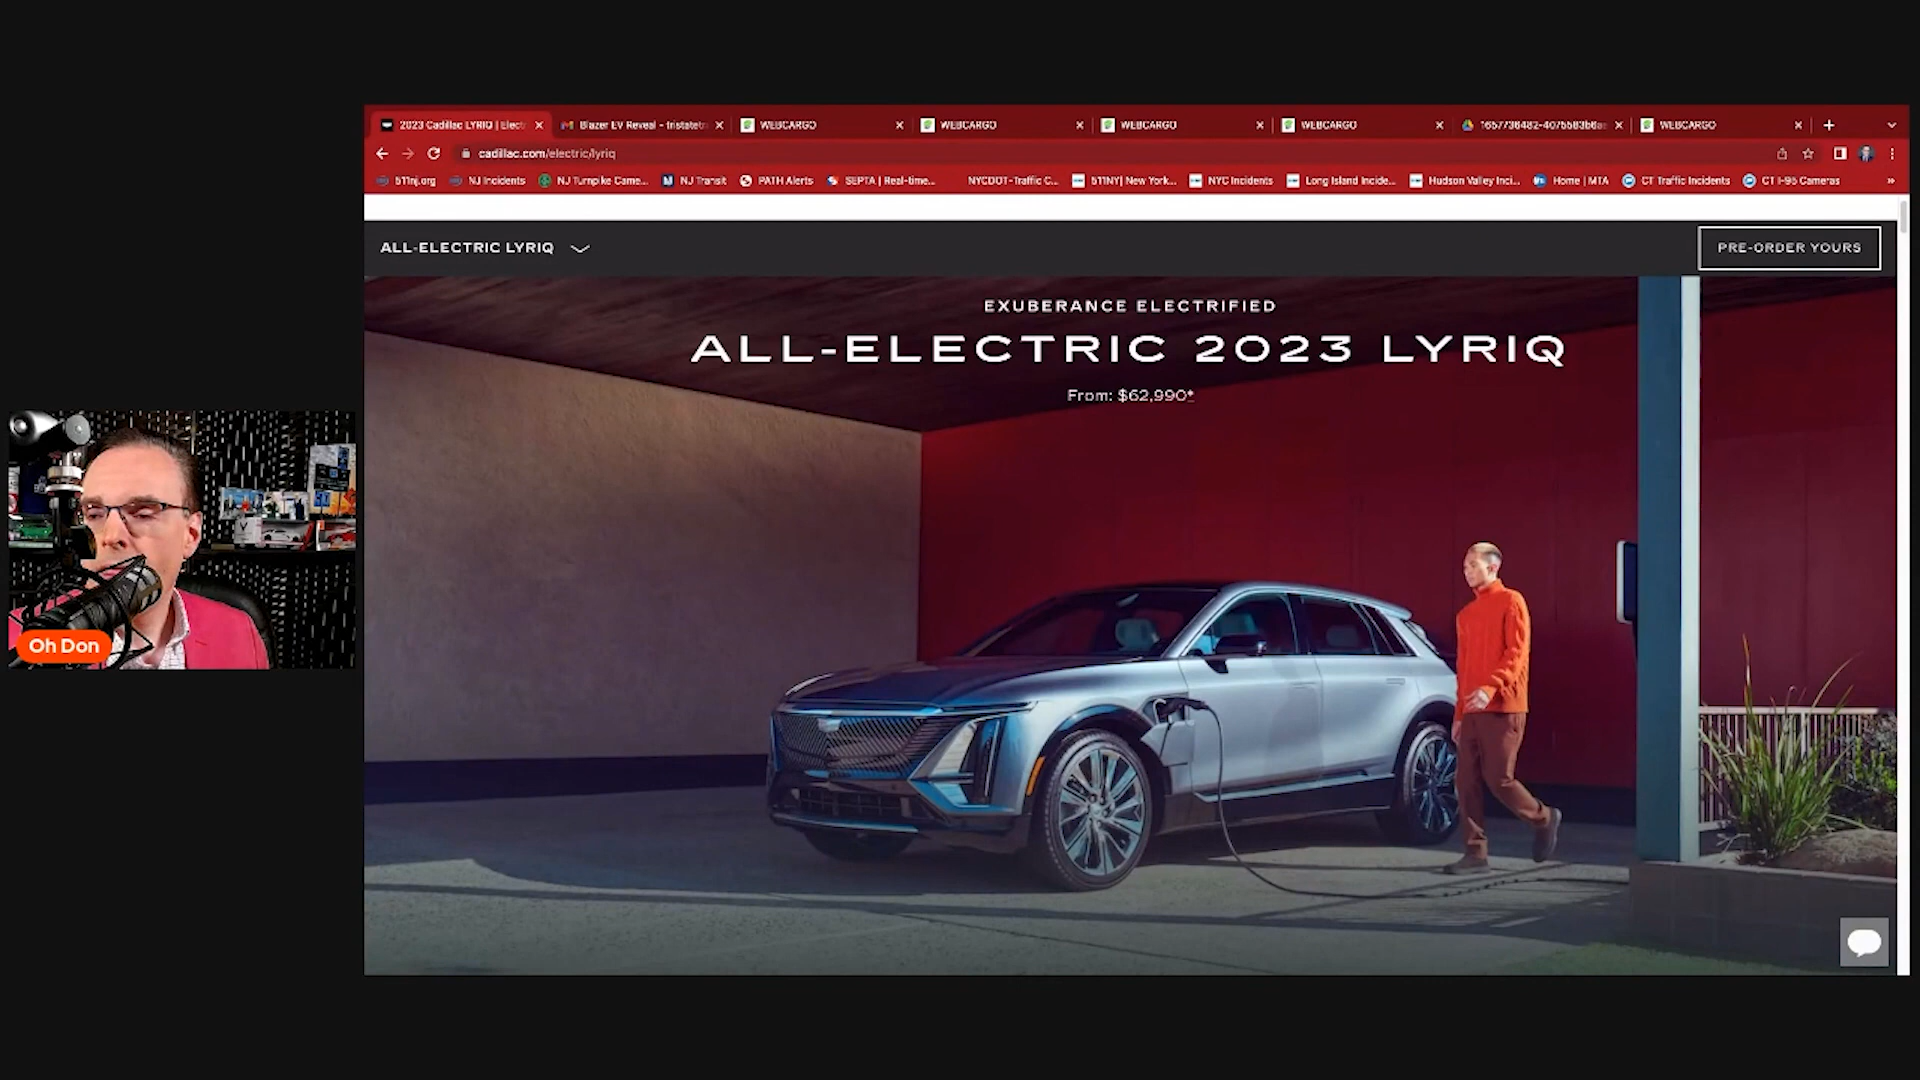 2023 Cadillac LYRIQ | Elect
Blazer EV Reveal - tristatetr
WEBCARGO
WEBCARGO
WEBCARGO
WEBCARGO
WEBCARGO
cadillac.com/electric/lyriq
511nj.org
NJ Incidents
NJ Turnpike Came...
NJ Transit
PATH Alerts
SEPTA | Real-time...
NYCDOT-Traffic C...
511NY| New York...
NYC Incidents
Long Island Incide...
Hudson Valley Inci...
Home | MTA
CT Traffic Incidents
CT I-95 Cameras
»
ALL-ELECTRIC LYRIQ
PRE-ORDER YOURS
EXUBERANCE ELECTRIFIED
ALL-ELECTRIC 2023 LYRIQ
From: $62,990*
Oh Don